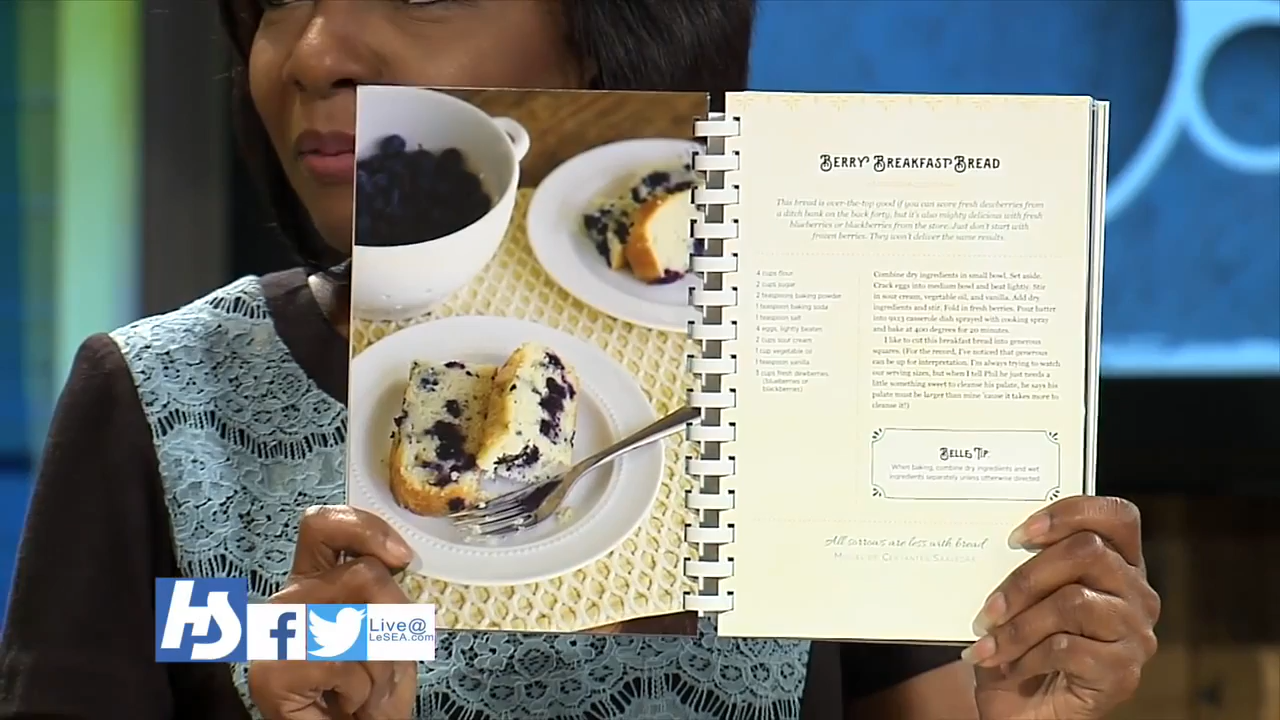 BERRY BREAKFAST BREAD
This bread is over-the-top good if you can score fresh dewberries from
a ditch bank on the back forty, but it's also mighty delicious with fresh
blueberries or blackberries from the store. Just don't start with
frozen berries. They won't deliver the same results.
4 cups flour
2 cups sugar
2 teaspoons baking powder
1 teaspoon baking soda
1 teaspoon salt
4 eggs, lightly beaten
2 cups sour cream
1 cup vegetable oil
1 teaspoon vanilla
3 cups fresh dewberries
(blueberries or
blackberries)
Combine dry ingredients in small bowl. Set aside.
Crack eggs into medium bowl and beat lightly. Stir
in sour cream, vegetable oil, and vanilla. Add dry
ingredients and stir. Fold in fresh berries. Pour batter
into 9x13 casserole dish sprayed with cooking spray
and bake at 400 degrees for 20 minutes.
I like to cut this breakfast bread into generous
squares. (For the record, I've noticed that generous
can be up for interpretation. I'm always trying to watch
our serving sizes, but when I tell Phil he just needs a
little something sweet to cleanse his palate, he says his
palate must be larger than mine 'cause it takes more to
cleanse it!)
BELLE TIP:
When baking, combine dry ingredients and wet
ingredients separately unless otherwise directed.
All sorrows are less with bread.
MIGUEL DE CERVANTES SAAVEDRA
HS f Live@
LeSEA.com